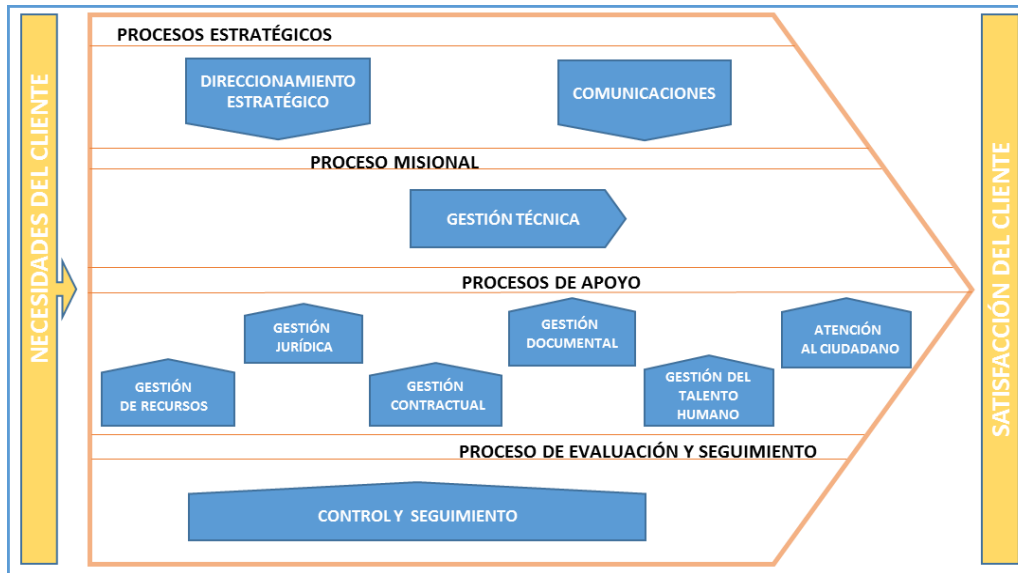 NECESIDADES DEL CLIENTE
PROCESOS ESTRATÉGICOS
DIRECCIONAMIENTO
ESTRATÉGICO
COMUNICACIONES
PROCESO MISIONAL
GESTIÓN TÉCNICA
PROCESOS DE APOYO
GESTIÓN
DE RECURSOS
GESTIÓN
JURÍDICA
GESTIÓN
CONTRACTUAL
GESTIÓN
DOCUMENTAL
GESTIÓN DEL
TALENTO
HUMANO
ATENCIÓN
AL CIUDADANO
PROCESO DE EVALUACIÓN Y SEGUIMIENTO
CONTROL Y SEGUIMIENTO
SATISFACCIÓN DEL CLIENTE